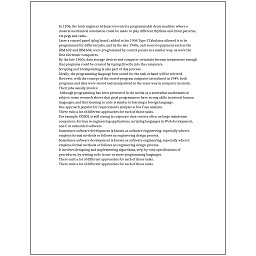 In 1206, the Arab engineer Al-Jazari invented a programmable drum machine where a
musical mechanical automaton could be made to play different rhythms and drum patterns,
via pegs and cams.
Later a control panel (plug board) added to his 1906 Type I Tabulator allowed it to be
programmed for different jobs, and by the late 1940s, unit record equipment such as the
IBM 602 and IBM 604, were programmed by control panels in a similar way, as were the
first electronic computers.
By the late 1960s, data storage devices and computer terminals became inexpensive enough
that programs could be created by typing directly into the computers.
Scripting and breakpointing is also part of this process.
Ideally, the programming language best suited for the task at hand will be selected.
However, with the concept of the stored-program computer introduced in 1949, both
programs and data were stored and manipulated in the same way in computer memory.
Their jobs usually involve:
Although programming has been presented in the media as a somewhat mathematical
subject, some research shows that good programmers have strong skills in natural human
languages, and that learning to code is similar to learning a foreign language.
One approach popular for requirements analysis is Use Case analysis.
There exist a lot of different approaches for each of those tasks.
For example, COBOL is still strong in corporate data centers often on large mainframe
computers, Fortran in engineering applications, scripting languages in Web development,
and C in embedded software.
Sometimes software development is known as software engineering, especially when it
employs formal methods or follows an engineering design process.
Sometimes software development is known as software engineering, especially when it
employs formal methods or follows an engineering design process.
It involves designing and implementing algorithms, step-by-step specifications of
procedures, by writing code in one or more programming languages.
There exist a lot of different approaches for each of those tasks.
There exist a lot of different approaches for each of those tasks.